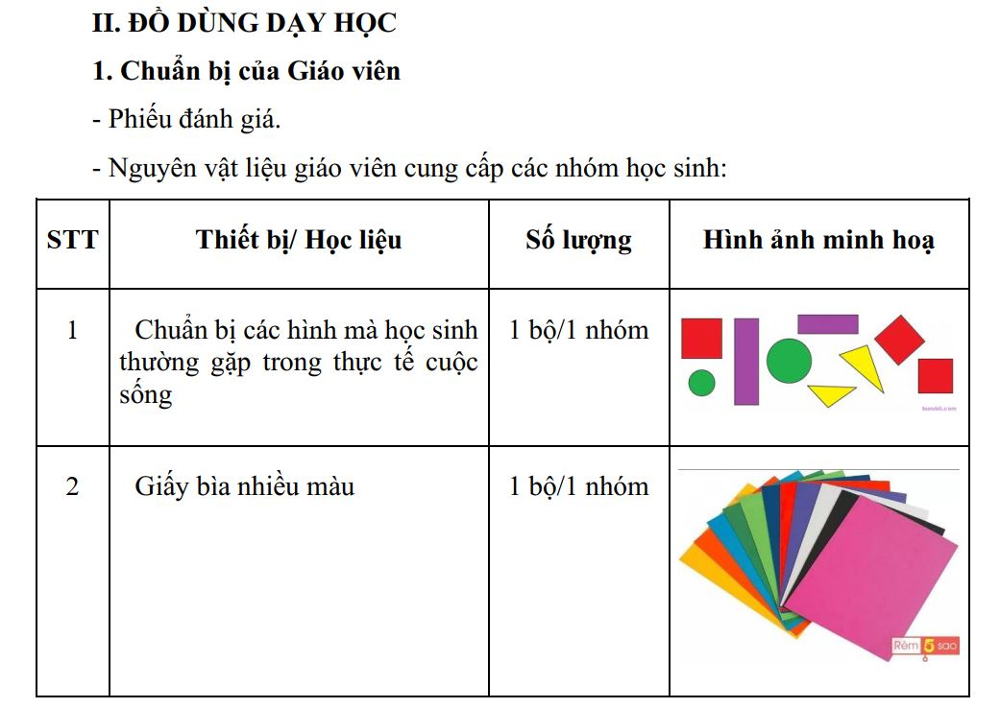 II. ĐỒ DÙNG DẠY HỌC
1. Chuẩn bị của Giáo viên
- Phiếu đánh giá.
- Nguyên vật liệu giáo viên cung cấp các nhóm học sinh:
STT Thiết bị/ Học liệu Số lượng Hình ảnh minh hoạ
1 Chuẩn bị các hình mà học sinh 1 bộ/1 nhóm
thường gặp trong thực tế cuộc
sống
2 Giấy bìa nhiều màu 1 bộ/1 nhóm
Rèm 5 sao